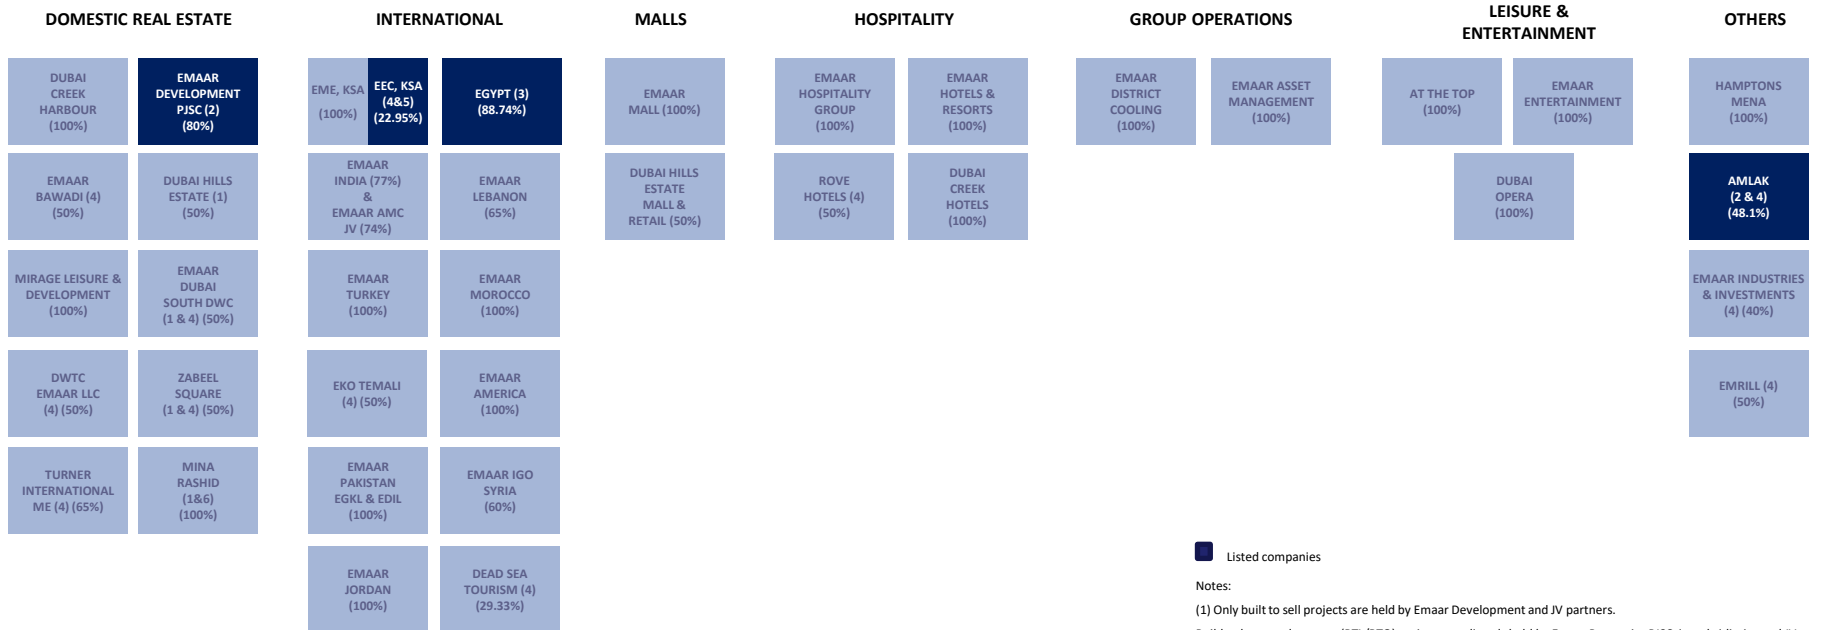 DOMESTIC REAL ESTATE
DUBAI
CREEK
HARBOUR
(100%)
EMAAR
DEVELOPMENT
PJSC (2)
(80%)
EMAAR
BAWADI (4)
(50%)
DUBAI HILLS
ESTATE (1)
(50%)
MIRAGE LEISURE &
DEVELOPMENT
(100%)
EMAAR
DUBAI
SOUTH DWC
(1 & 4) (50%)
DWTC
EMAAR LLC
(4) (50%)
ZABEEL
SQUARE
(1 & 4) (50%)
TURNER
INTERNATIONAL
ME (4) (65%)
MINA
RASHID
(1&6)
(100%)
INTERNATIONAL
EME, KSA
(100%)
EEC, KSA
(4&5)
(22.95%)
EGYPT (3)
(88.74%)
EMAAR
INDIA (77%)
&
EMAAR AMC
JV (74%)
EMAAR
LEBANON
(65%)
EMAAR
TURKEY
(100%)
EMAAR
MOROCCO
(100%)
EKO TEMALI
(4) (50%)
EMAAR
AMERICA
(100%)
EMAAR
PAKISTAN
EGKL & EDIL
(100%)
EMAAR IGO
SYRIA
(60%)
EMAAR
JORDAN
(100%)
DEAD SEA
TOURISM (4)
(29.33%)
MALLS
EMAAR
MALL (100%)
DUBAI HILLS
ESTATE
MALL &
RETAIL (50%)
HOSPITALITY
EMAAR
HOSPITALITY
GROUP
(100%)
EMAAR
HOTELS &
RESORTS
(100%)
ROVE
HOTELS (4)
(50%)
DUBAI
CREEK
HOTELS
(100%)
GROUP OPERATIONS
EMAAR
DISTRICT
COOLING
(100%)
EMAAR ASSET
MANAGEMENT
(100%)
LEISURE &
ENTERTAINMENT
AT THE TOP
(100%)
EMAAR
ENTERTAINMENT
(100%)
DUBAI
OPERA
(100%)
OTHERS
HAMPTONS
MENA
(100%)
AMLAK
(2 & 4)
(48.1%)
EMAAR INDUSTRIES
& INVESTMENTS
(4) (40%)
EMRILL (4)
(50%)
Listed companies
Notes:
(1) Only built to sell projects are held by Emaar Development and JV partners.